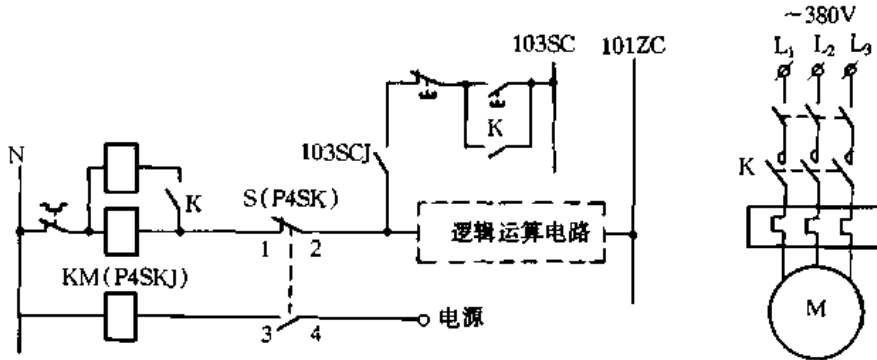 ~380V
103SC 101ZC
L₁ L₂ L₃
K
103SCJ
N
K
K
S(P4SK)
1 2
逻辑运算电路
KM(P4SKJ)
3 4
电源
M